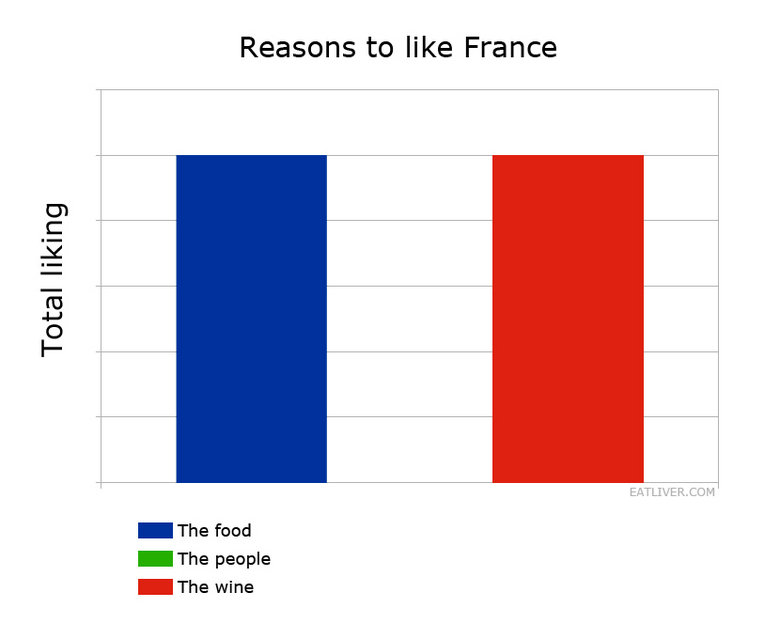 Reasons to like France
Total liking
EATLIVER.COM
The food
The people
The wine